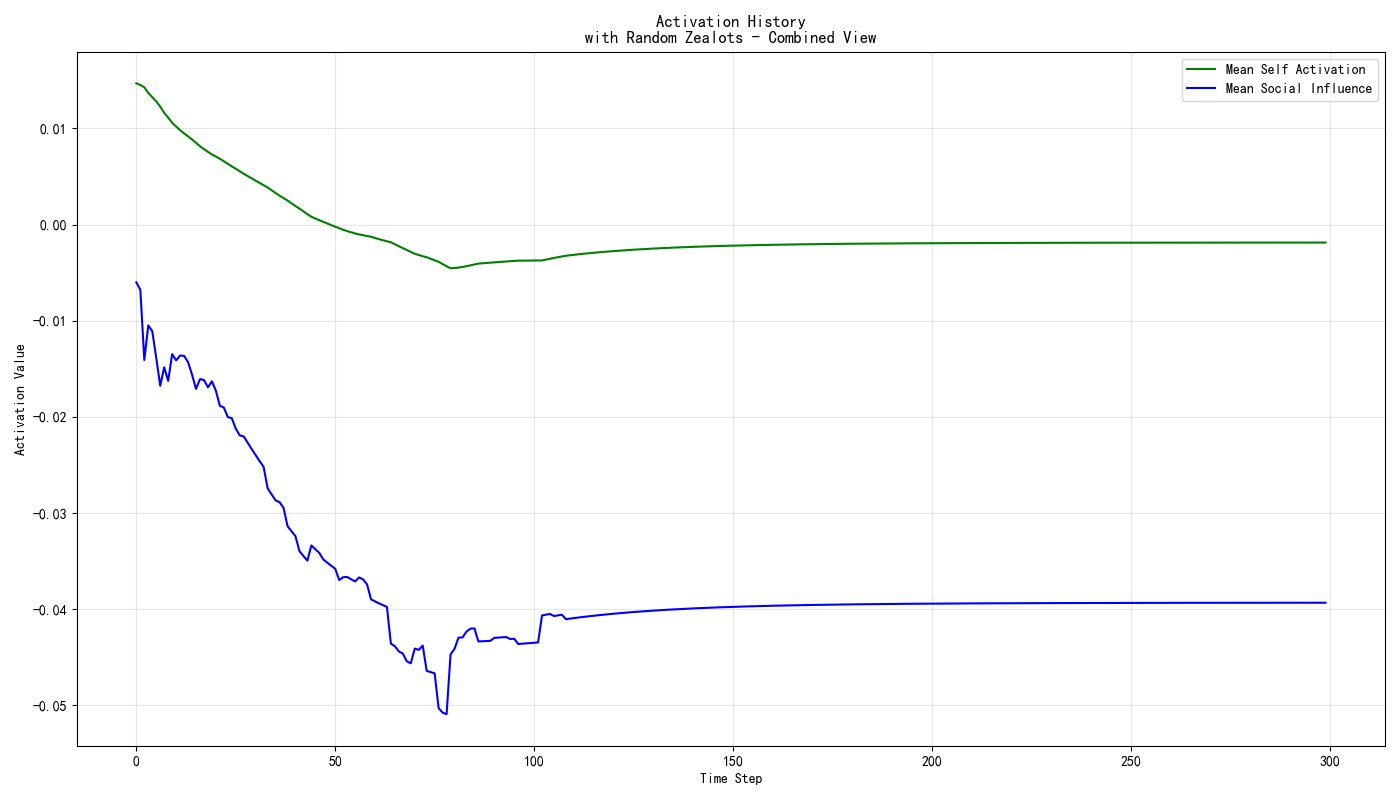 Activation History
with Random Zealots - Combined View
Mean Self Activation
Mean Social Influence
Activation Value
0.01
0.00
-0.01
-0.02
-0.03
-0.04
-0.05
0
50
100
150
200
250
300
Time Step